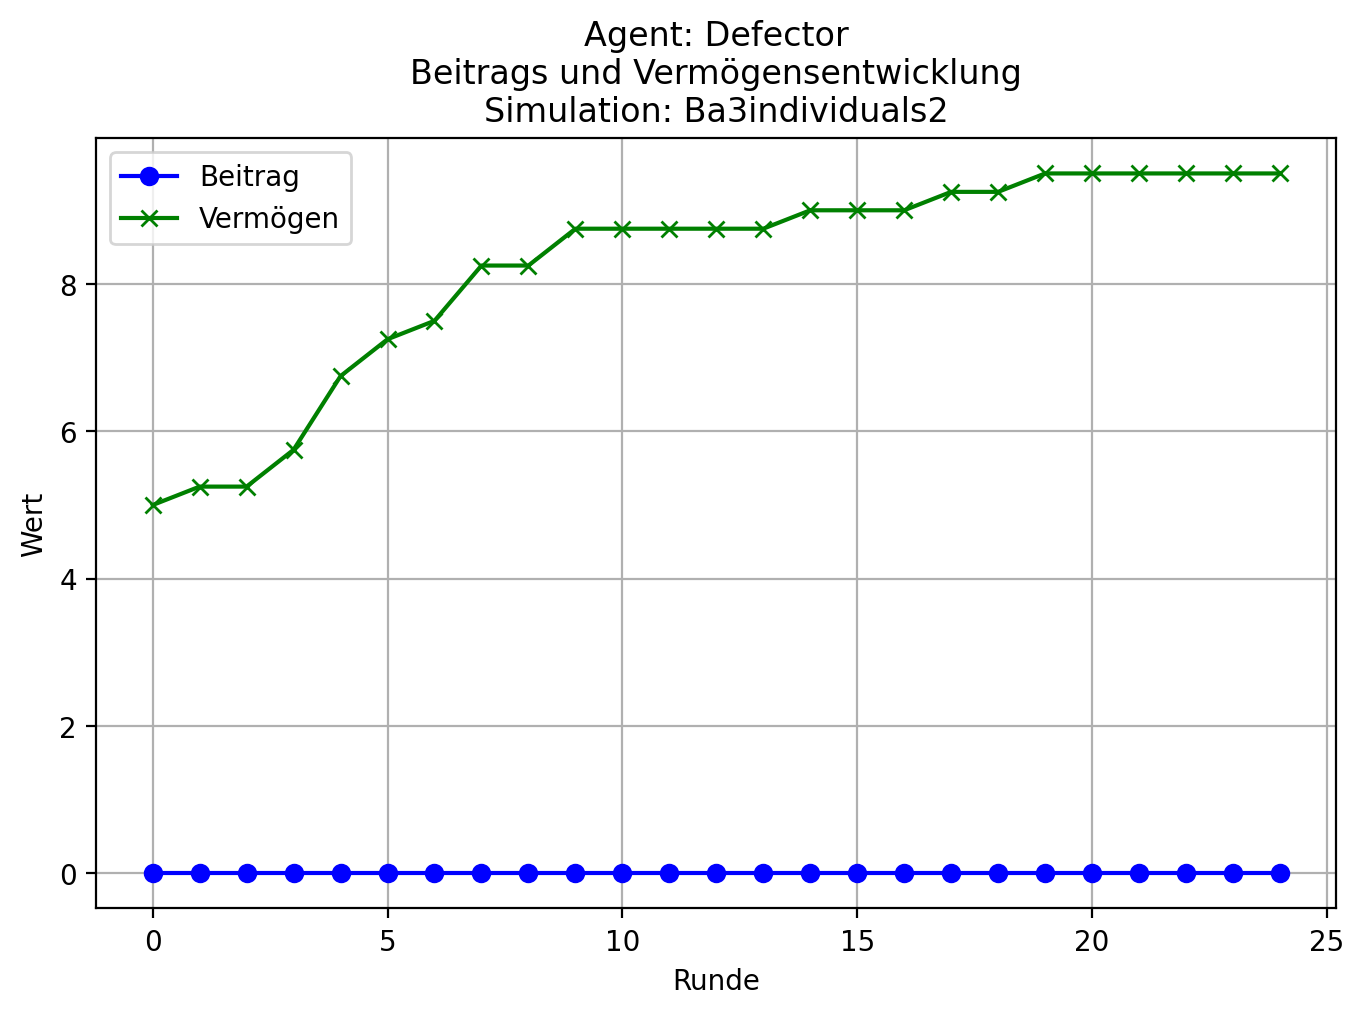 Agent: Defector
Beitrags und Vermögensentwicklung
Simulation: Ba3individuals2
Beitrag
Vermögen
8
6
4
2
0
Wert
0 5 10 15 20 25
Runde